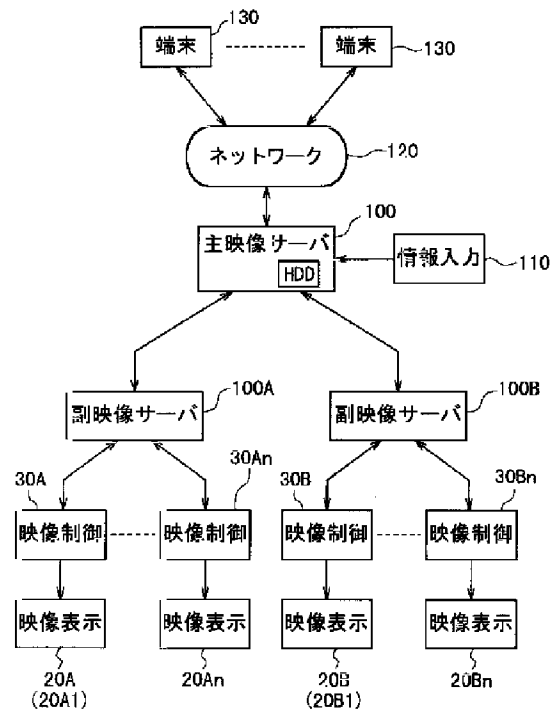 130
端末
端末
130
ネットワーク
120
100
主映像サーバ
HDD
情報入力
110
100A
副映像サーバ
100B
副映像サーバ
30A
30An
30B
30Bn
映像制御
映像制御
映像制御
映像制御
映像表示
映像表示
映像表示
映像表示
20A
(20A1)
20An
20B
(20B1)
20Bn